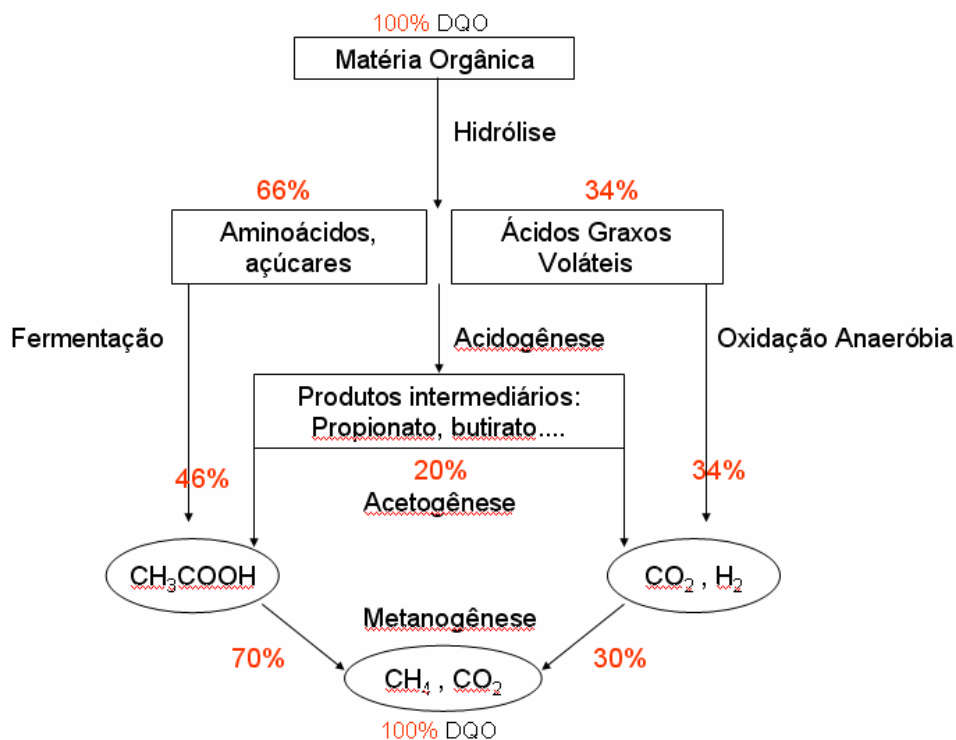 100% DQO
Matéria Orgânica
Hidrólise
66%
34%
Aminoácidos,
açúcares
Ácidos Graxos
Voláteis
Fermentação
Acidogênese
Oxidação Anaeróbia
Produtos intermediários:
Propionato, butirato....
46%
20%
34%
Acetogênese
CH₃COOH
CO₂ , H₂
Metanogênese
70%
30%
CH₄ , CO₂
100% DQO